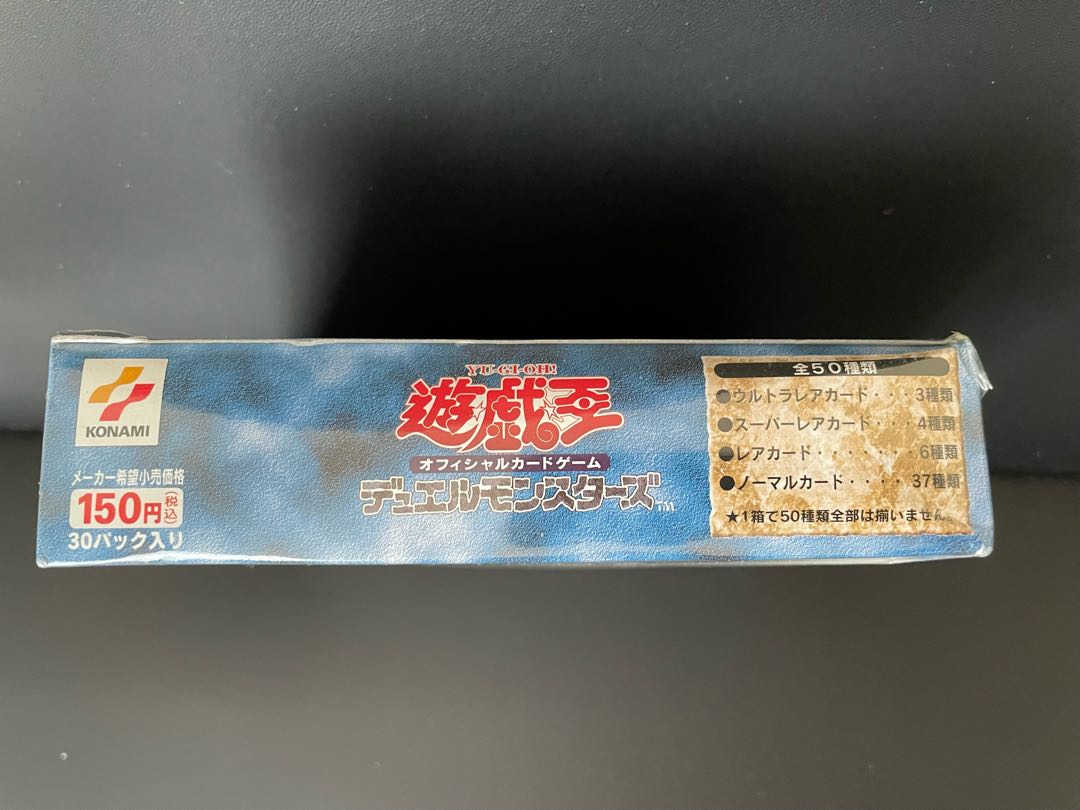 KONAMI
メーカー希望小売価格
150円(税込)
30パック入り
YU-GI-OH!
遊☆戯☆王
オフィシャルカードゲーム
デュエルモンスターズ™
全50種類
●ウルトラレアカード・・・3種類
●スーパーレアカード・・・4種類
●レアカード・・・・・・・6種類
●ノーマルカード・・・・37種類
★1箱で50種類全部は揃いません。